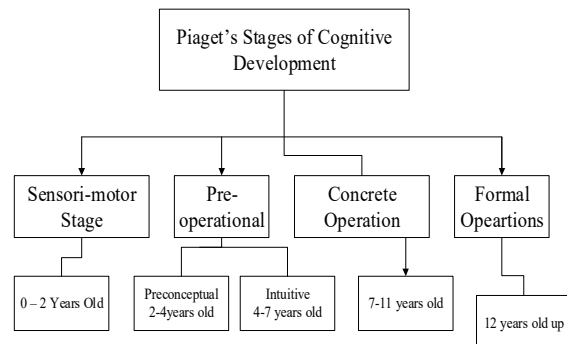 Piaget’s Stages of Cognitive
Development
Sensori-motor
Stage
Pre-
operational
Concrete
Operation
Formal
Opeartions
0 – 2 Years Old
Preconceptual
2-4years old
Intuitive
4-7 years old
7-11 years old
12 years old up